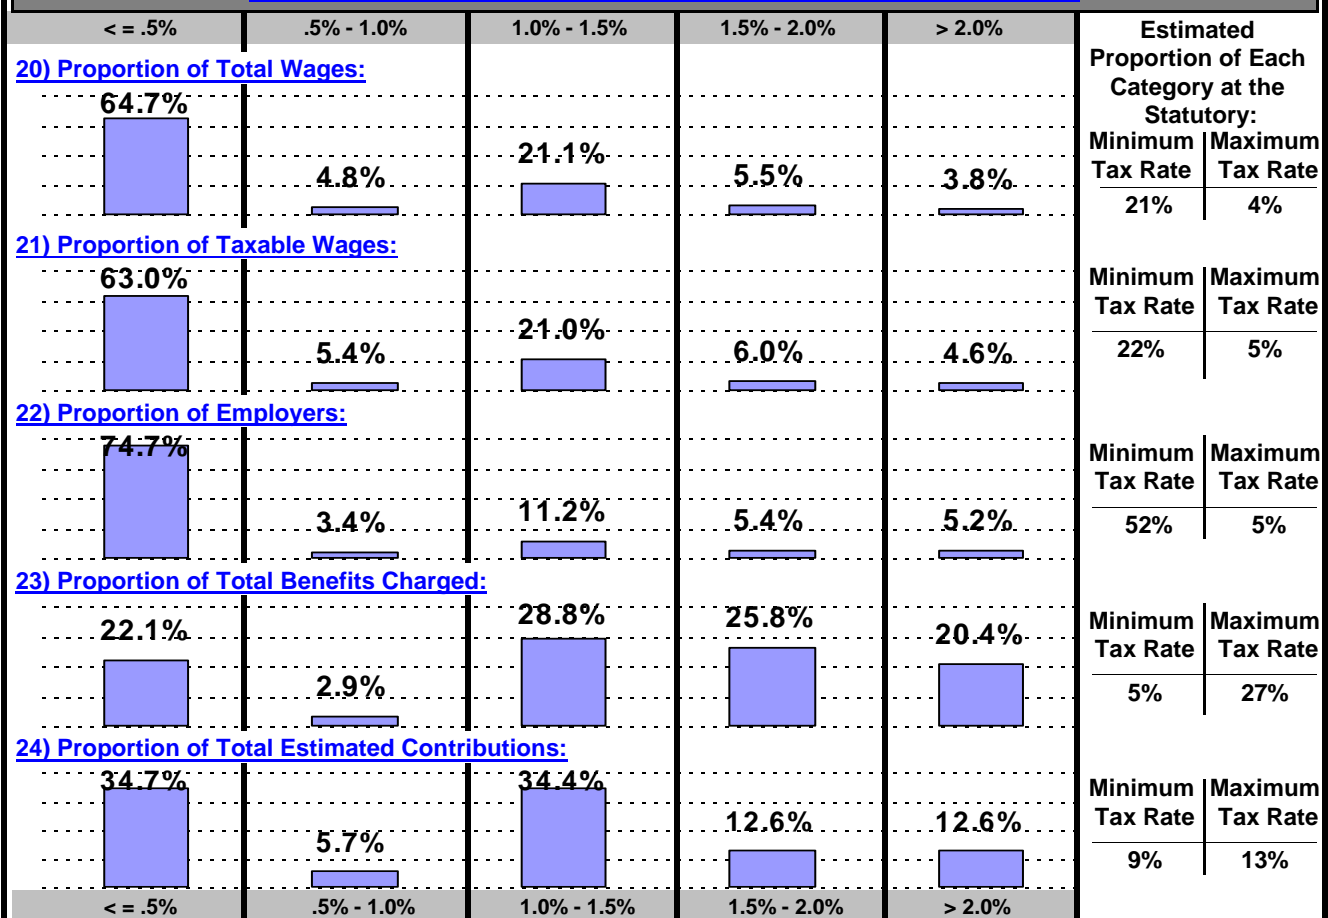 < = .5% .5% - 1.0% 1.0% - 1.5% 1.5% - 2.0% > 2.0%
Estimated
Proportion of Each
Category at the
Statutory:
20) Proportion of Total Wages:
64.7% 4.8% 21.1% 5.5% 3.8%
Minimum Maximum
Tax Rate Tax Rate
21% 4%
21) Proportion of Taxable Wages:
63.0% 5.4% 21.0% 6.0% 4.6%
Minimum Maximum
Tax Rate Tax Rate
22% 5%
22) Proportion of Employers:
74.7% 3.4% 11.2% 5.4% 5.2%
Minimum Maximum
Tax Rate Tax Rate
52% 5%
23) Proportion of Total Benefits Charged:
22.1% 2.9% 28.8% 25.8% 20.4%
Minimum Maximum
Tax Rate Tax Rate
5% 27%
24) Proportion of Total Estimated Contributions:
34.7% 5.7% 34.4% 12.6% 12.6%
Minimum Maximum
Tax Rate Tax Rate
9% 13%
< = .5% .5% - 1.0% 1.0% - 1.5% 1.5% - 2.0% > 2.0%